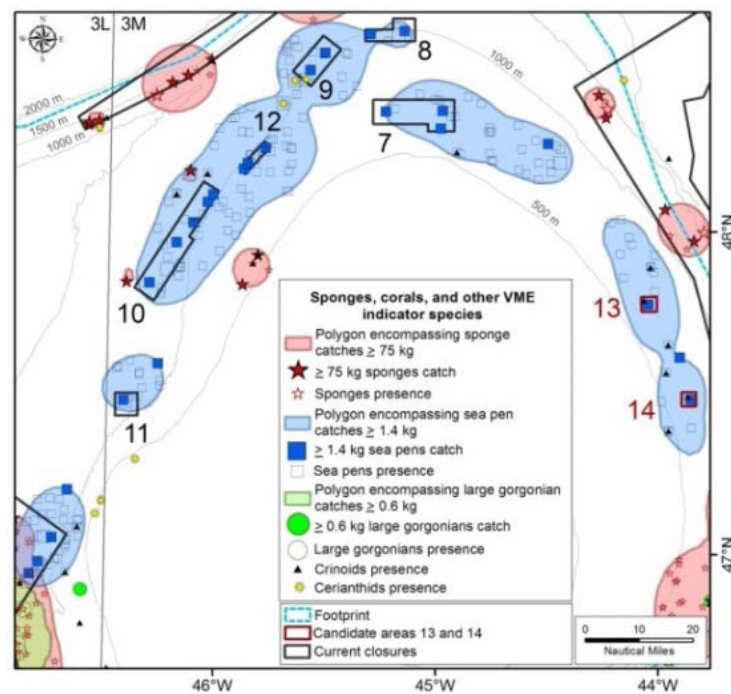 3L 3M
2000 m
1500 m
1000 m
1000 m
1000 m
500 m
8
9
12
7
10
11
13
14
48°N
47°N
Sponges, corals, and other VME
indicator species
Polygon encompassing sponge
catches ≥ 75 kg
≥ 75 kg sponges catch
Sponges presence
Polygon encompassing sea pen
catches ≥ 1.4 kg
≥ 1.4 kg sea pens catch
Sea pens presence
Polygon encompassing large gorgonian
catches ≥ 0.6 kg
≥ 0.6 kg large gorgonians catch
Large gorgonians presence
Crinoids presence
Cerianthids presence
Footprint
Candidate areas 13 and 14
Current closures
0 10 20
Nautical Miles
46°W 45°W 44°W